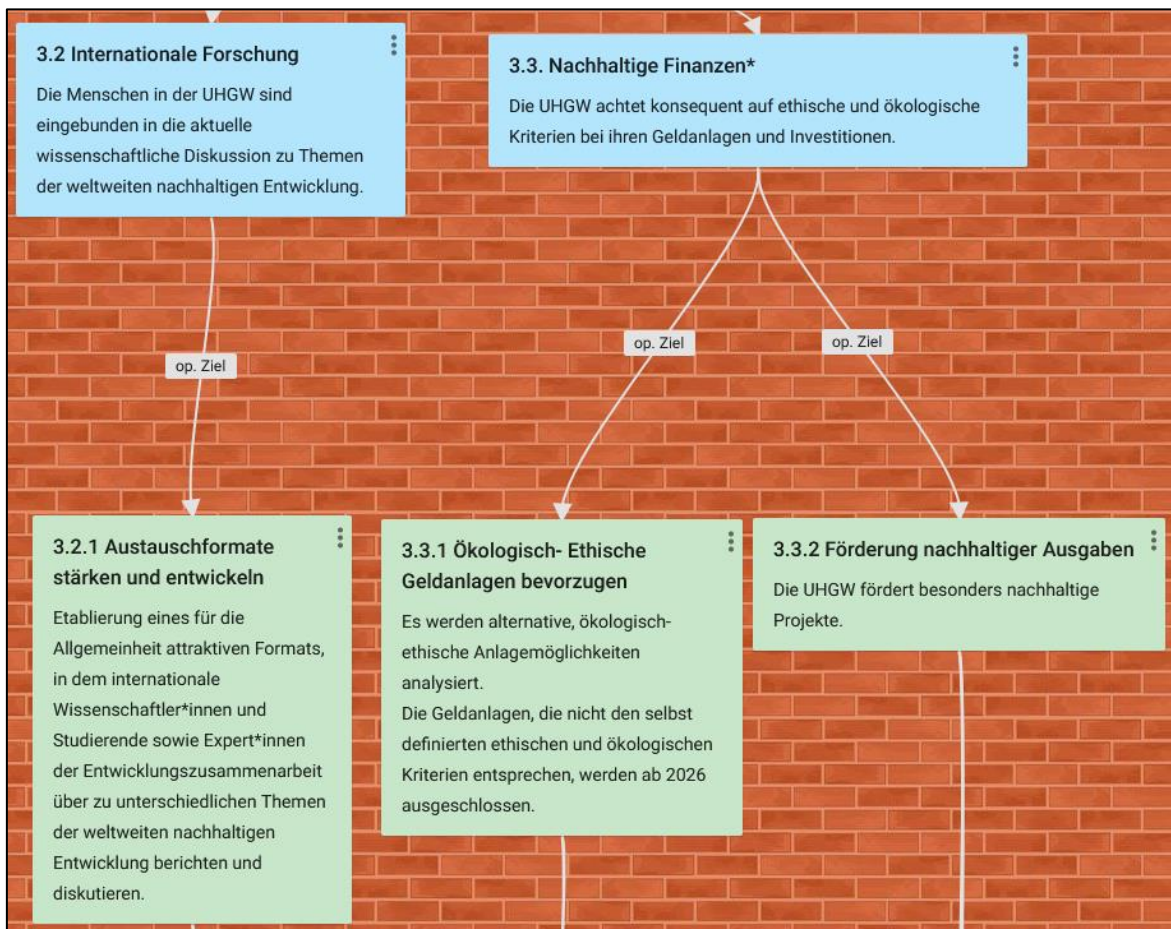 3.2 Internationale Forschung
Die Menschen in der UHGW sind
eingebunden in die aktuelle
wissenschaftliche Diskussion zu Themen
der weltweiten nachhaltigen Entwicklung.
3.3. Nachhaltige Finanzen*
Die UHGW achtet konsequent auf ethische und ökologische
Kriterien bei ihren Geldanlagen und Investitionen.
op. Ziel
op. Ziel
op. Ziel
3.2.1 Austauschformate
stärken und entwickeln
Etablierung eines für die
Allgemeinheit attraktiven Formats,
in dem internationale
Wissenschaftler*innen und
Studierende sowie Expert*innen
der Entwicklungszusammenarbeit
über zu unterschiedlichen Themen
der weltweiten nachhaltigen
Entwicklung berichten und
diskutieren.
3.3.1 Ökologisch- Ethische
Geldanlagen bevorzugen
Es werden alternative, ökologisch-
ethische Anlagemöglichkeiten
analysiert.
Die Geldanlagen, die nicht den selbst
definierten ethischen und ökologischen
Kriterien entsprechen, werden ab 2026
ausgeschlossen.
3.3.2 Förderung nachhaltiger Ausgaben
Die UHGW fördert besonders nachhaltige
Projekte.